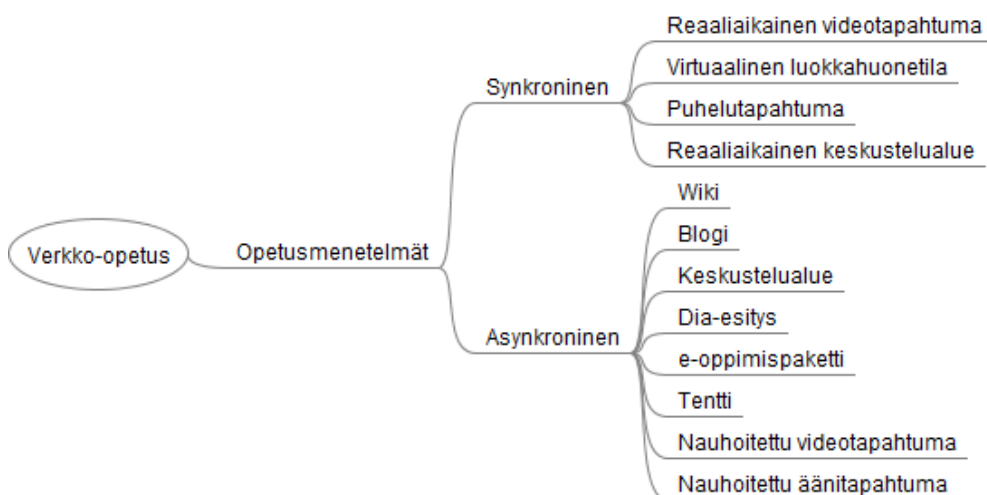 Verkko-opetus
Opetusmenetelmät
Synkroninen
Reaaliaikainen videotapahtuma
Virtuaalinen luokkahuonetila
Puhelutapahtuma
Reaaliaikainen keskustelualue
Asynkroninen
Wiki
Blogi
Keskustelualue
Dia-esitys
e-oppimispaketti
Tentti
Nauhoitettu videotapahtuma
Nauhoitettu äänitapahtuma